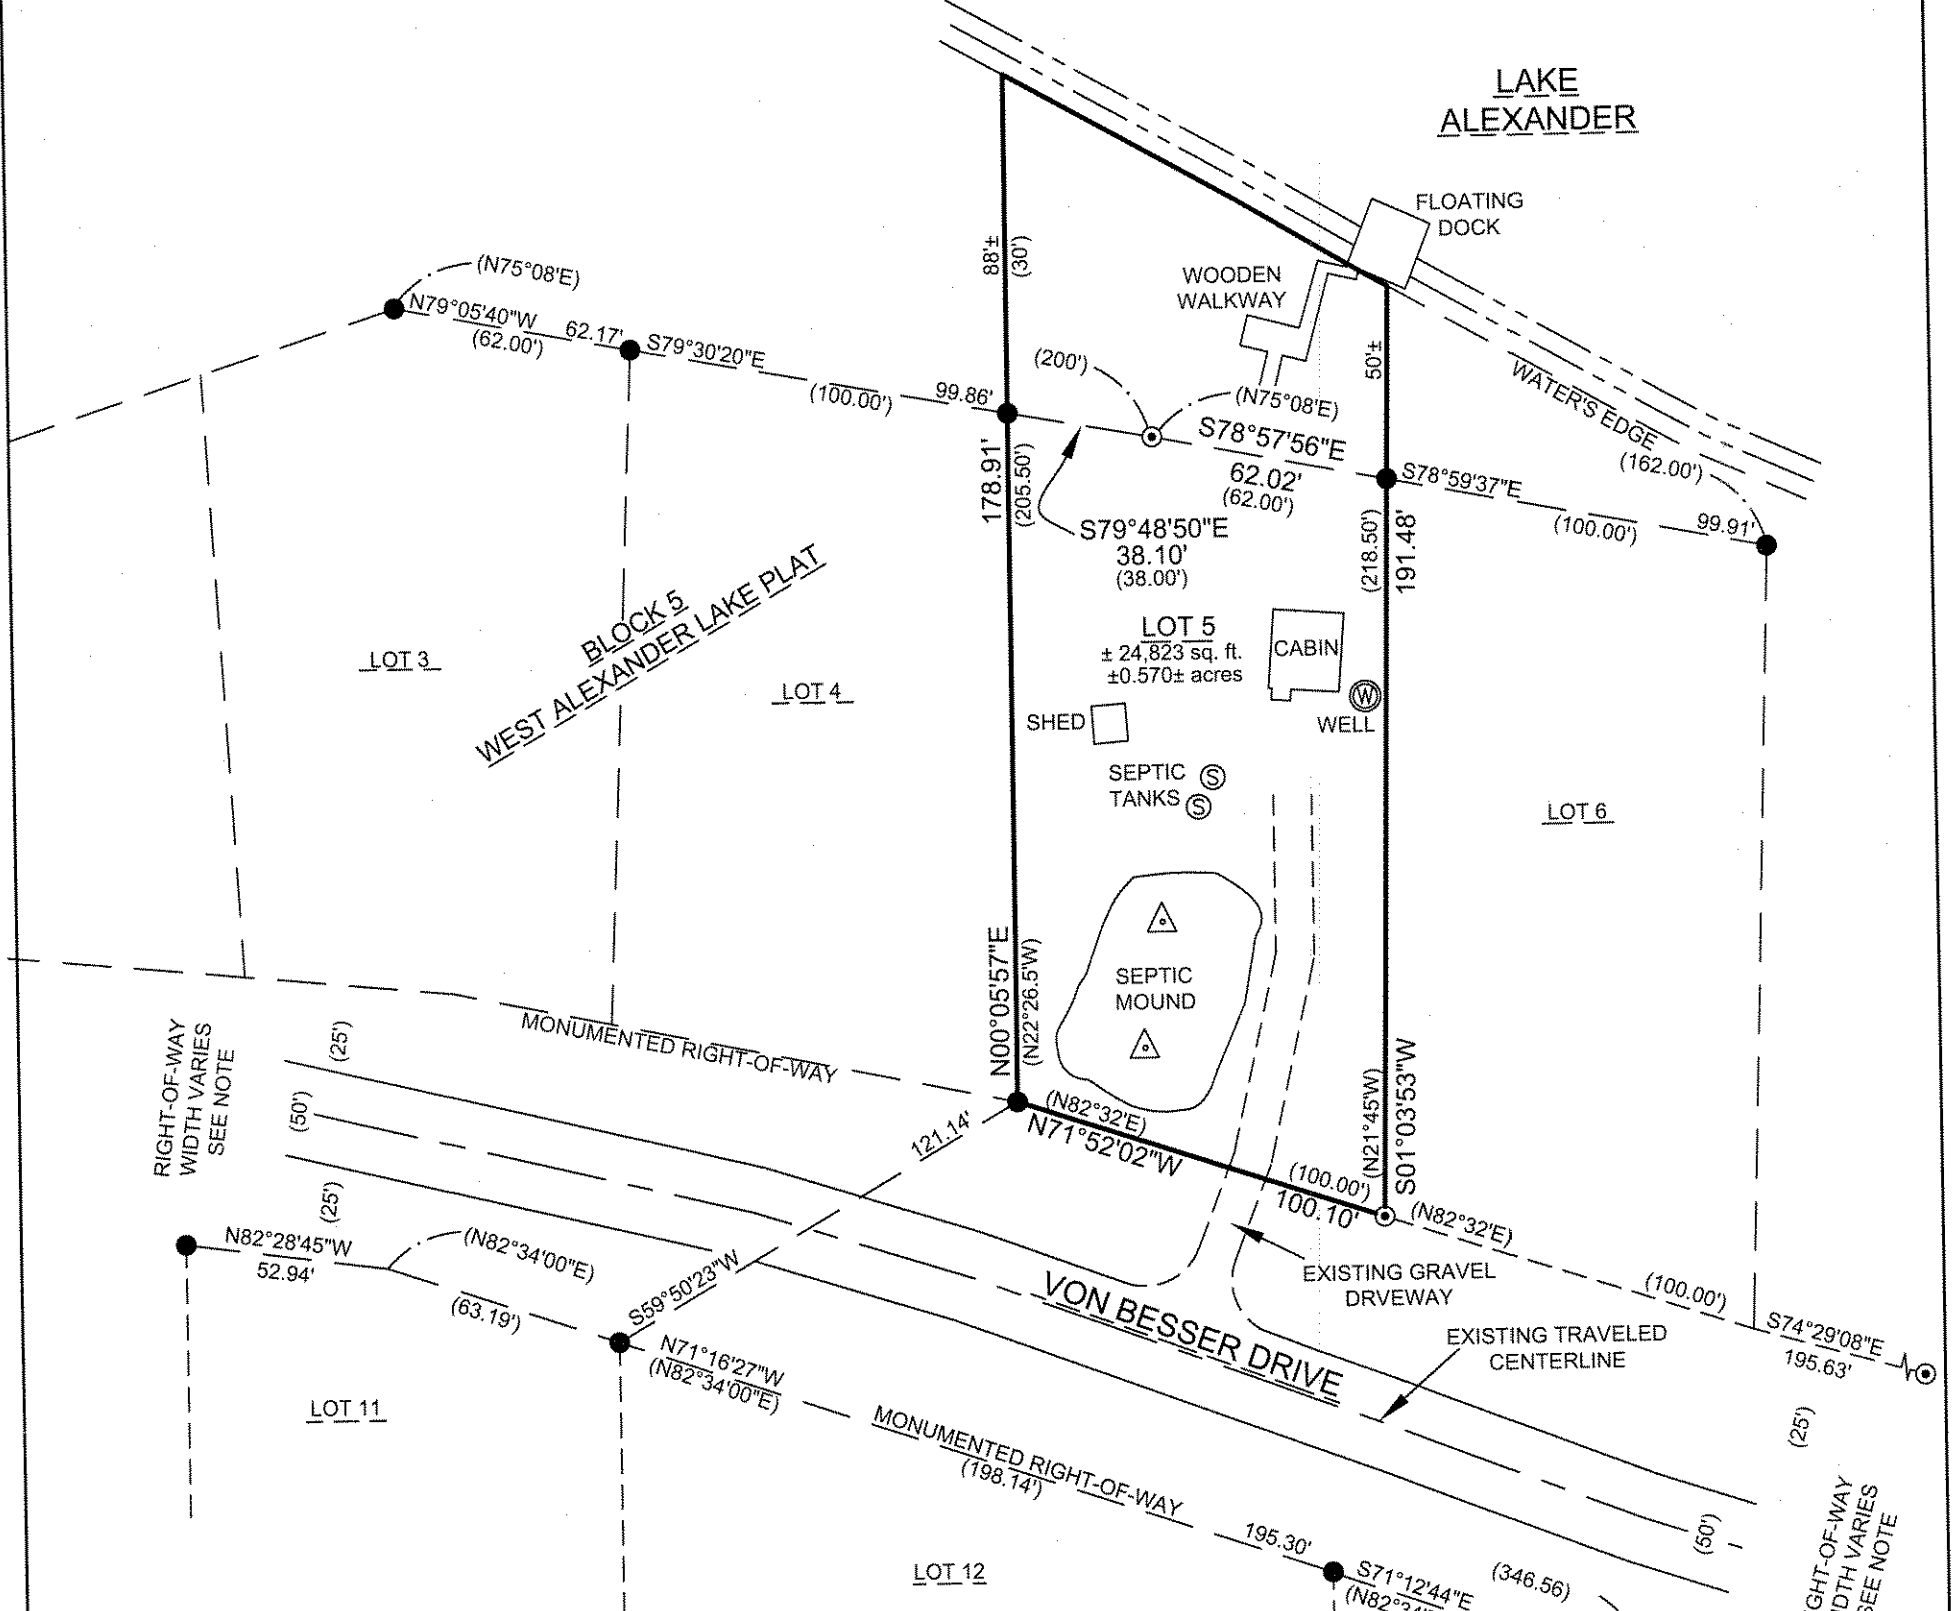 LAKE
ALEXANDER
FLOATING
DOCK
WOODEN
WALKWAY
88'±
(30')
(N75°08'E)
N79°05'40"W
62.17'
(62.00')
S79°30'20"E
(100.00')
99.86'
(200')
(N75°08'E)
50'±
WATER'S EDGE
(162.00')
S78°57'56"E
62.02'
(62.00')
S78°59'37"E
(100.00')
99.91'
178.91'
(205.50')
S79°48'50"E
38.10'
(38.00')
(218.50')
191.48'
BLOCK 5
WEST ALEXANDER LAKE PLAT
LOT 3
LOT 4
LOT 5
± 24,823 sq. ft.
±0.570± acres
CABIN
W
WELL
SHED
SEPTIC
TANKS
S
S
LOT 6
SEPTIC
MOUND
N00°05'57"E
(N22°26.5'W)
MONUMENTED RIGHT-OF-WAY
RIGHT-OF-WAY
WIDTH VARIES
SEE NOTE
(25')
(50')
(25')
(N82°32'E)
N71°52'02"W
(100.00')
100.10'
(N21°45'W)
S01°03'53"W
(N82°32'E)
121.14'
S59°50'23"W
N82°28'45"W
52.94'
(N82°34'00"E)
(63.19')
N71°16'27"W
(N82°34'00"E)
VON BESSER DRIVE
EXISTING GRAVEL
DRVEWAY
EXISTING TRAVELED
CENTERLINE
(100.00')
S74°29'08"E
195.63'
(25')
(50')
LOT 11
MONUMENTED RIGHT-OF-WAY
(198.14')
195.30'
LOT 12
S71°12'44"E
(N82°34'
(346.56)
GHT-OF-WAY
DTH VARIES
SEE NOTE